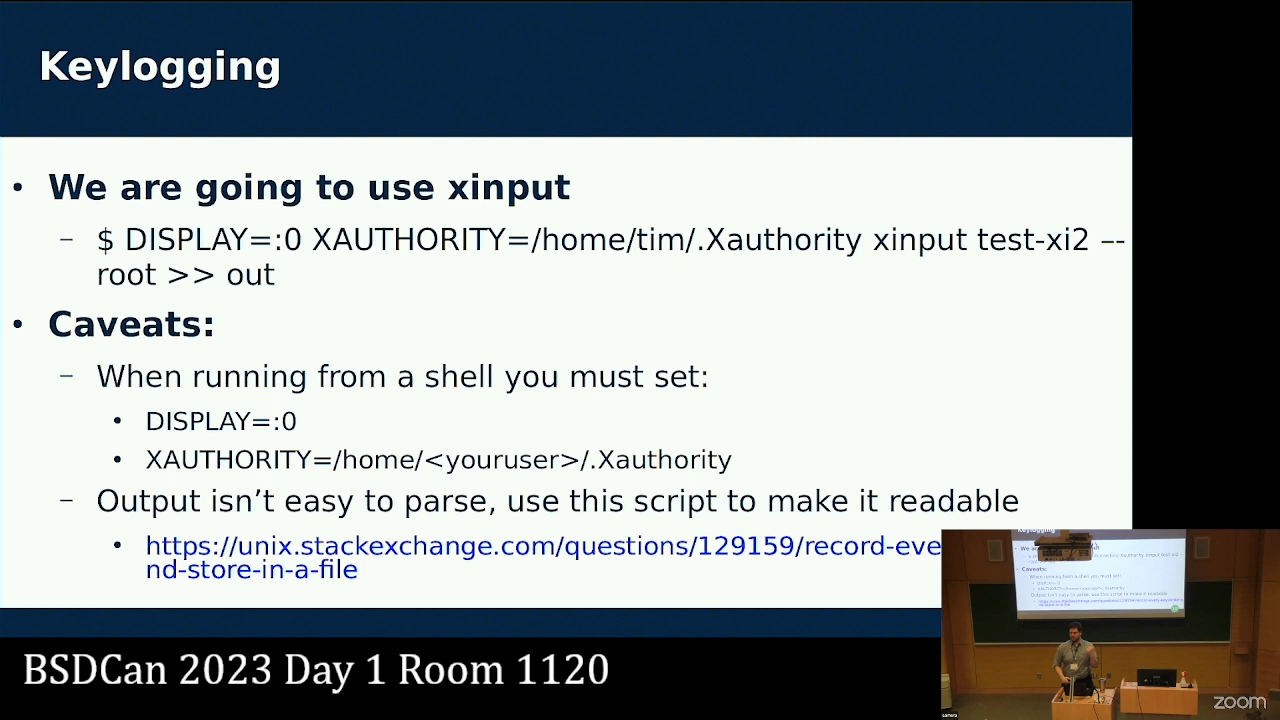 Keylogging
• We are going to use xinput
– $ DISPLAY=:0 XAUTHORITY=/home/tim/.Xauthority xinput test-xi2 --
root >> out
• Caveats:
– When running from a shell you must set:
• DISPLAY=:0
• XAUTHORITY=/home/<youruser>/.Xauthority
– Output isn’t easy to parse, use this script to make it readable
• https://unix.stackexchange.com/questions/129159/record-eve
nd-store-in-a-file
BSDCan 2023 Day 1 Room 1120
Caveats:
zoom